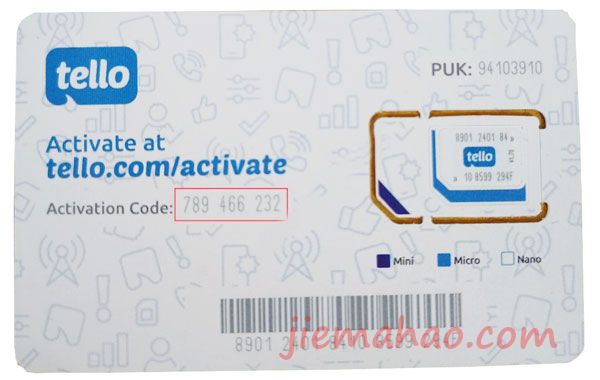 tello
PUK: 94103910
Activate at
tello.com/activate
Activation Code: 789 466 232
8901 2401 84 »
tello
» 10 8599 294F
Mini
Micro
Nano
jiemahao.com
8901